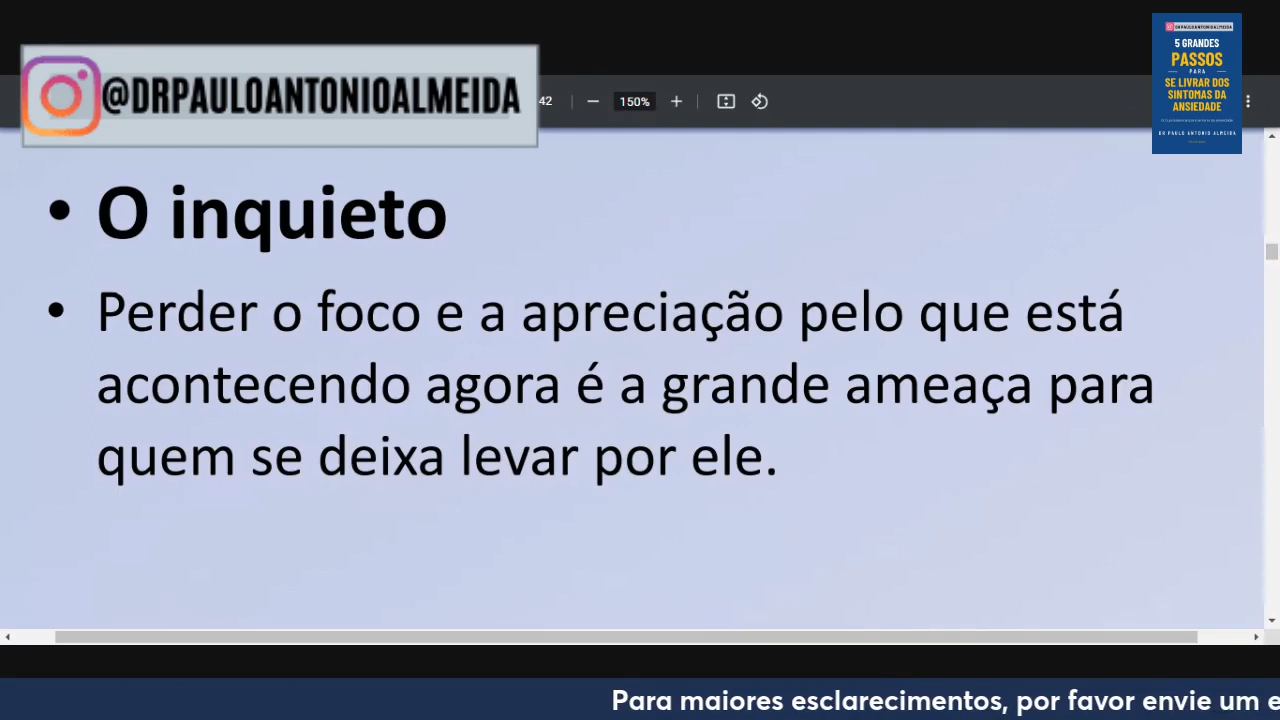 @DRPAULOANTONIOALMEIDA
42
150%
@DRPAULOANTONIOALMEIDA
5 GRANDES
PASSOS
PARA
SE LIVRAR DOS
SINTOMAS DA
ANSIEDADE
DR PAULO ANTONIO ALMEIDA
• O inquieto
• Perder o foco e a apreciação pelo que está
acontecendo agora é a grande ameaça para
quem se deixa levar por ele.
Para maiores esclarecimentos, por favor envie um e